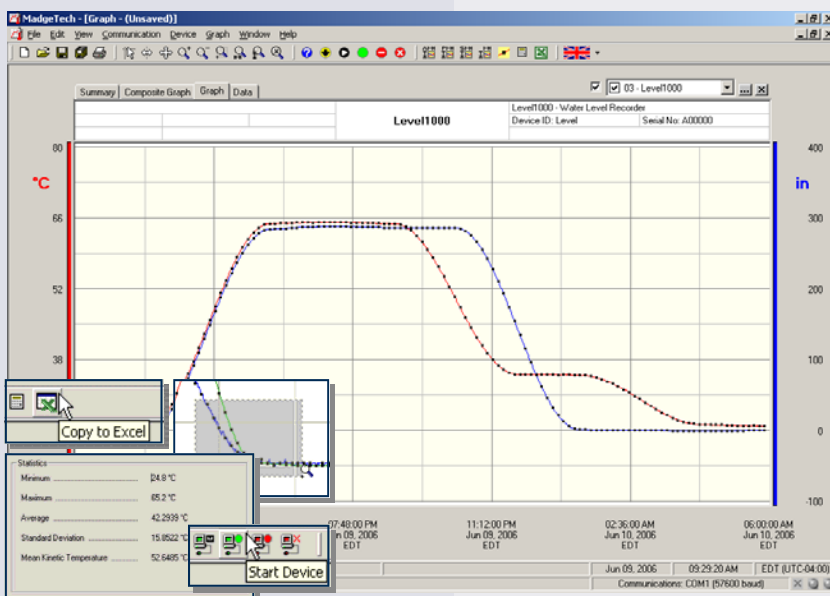 MadgeTech - [Graph - (Unsaved)]
File Edit View Communication Device Graph Window Help
Summary Composite Graph Graph Data
03 - Level1000
Level1000
Level1000 - Water Level Recorder
Device ID: Level Serial No: A00000
80 400
°C in
66 300
52 200
38 100
0
-100
Copy to Excel
Statistics
Minimum 24.8 °C
Maximum 65.2 °C
Average 42.2939 °C
Standard Deviation 15.8522 °C
Mean Kinetic Temperature 52.6485 °C
Start Device
07:48:00 PM 11:12:00 PM 02:36:00 AM 06:00:00 AM
n 09, 2006 Jun 09, 2006 Jun 10, 2006 Jun 10, 2006
EDT EDT EDT EDT
Jun 09, 2006 09:29:20 AM EDT (UTC-04:00)
Communications: COM1 (57600 baud)